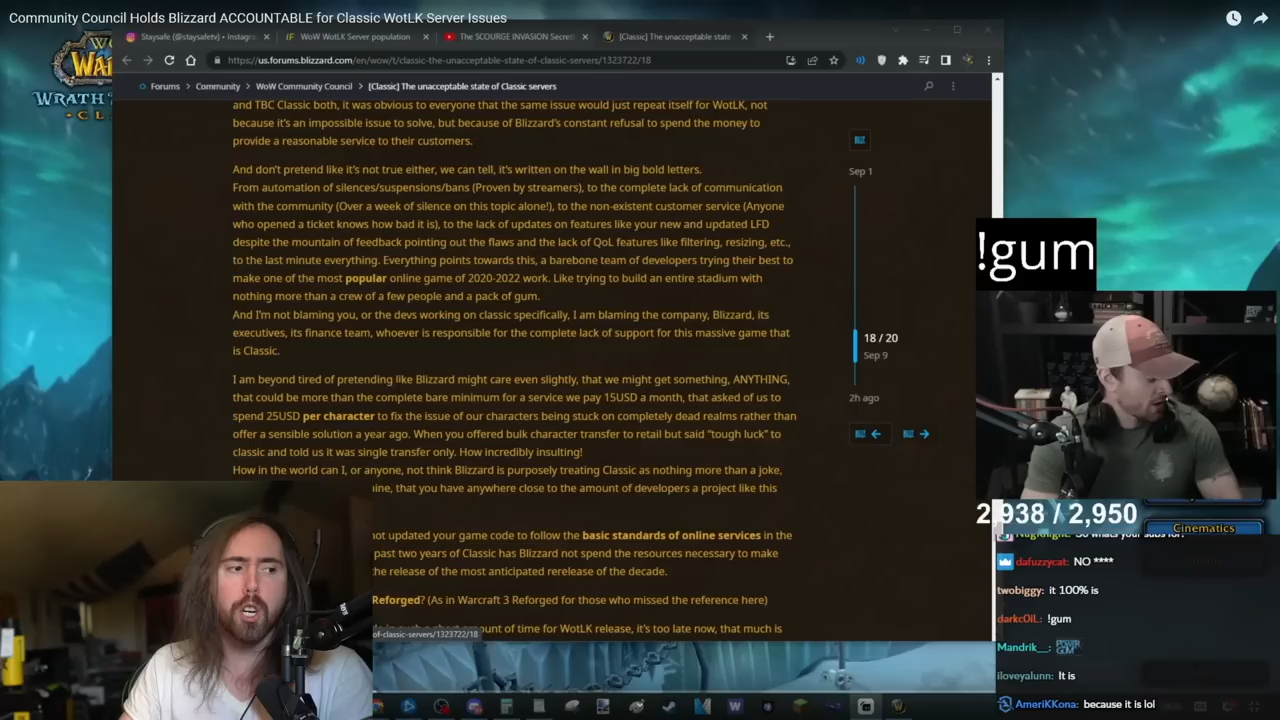 Community Council Holds Blizzard ACCOUNTABLE for Classic WotLK Server Issues
Staysafe (@staysafetv) • Instagra
WoW WotLK Server population
The SCOURGE INVASION Secret
[Classic] The unacceptable state
https://us.forums.blizzard.com/en/wow/t/classic-the-unacceptable-state-of-classic-servers/1323722/18
Forums > Community > WoW Community Council > [Classic] The unacceptable state of Classic servers
and TBC Classic both, it was obvious to everyone that the same issue would just repeat itself for WotLK, not
because it's an impossible issue to solve, but because of Blizzard's constant refusal to spend the money to
provide a reasonable service to their customers.
And don't pretend like it's not true either, we can tell, it's written on the wall in big bold letters.
From automation of silences/suspensions/bans (Proven by streamers), to the complete lack of communication
with the community (Over a week of silence on this topic alone!), to the non-existent customer service (Anyone
who opened a ticket knows how bad it is), to the lack of updates on features like your new and updated LFD
despite the mountain of feedback pointing out the flaws and the lack of QoL features like filtering, resizing, etc.,
to the last minute everything. Everything points towards this, a barebone team of developers trying their best to
make one of the most popular online game of 2020-2022 work. Like trying to build an entire stadium with
nothing more than a crew of a few people and a pack of gum.
And I'm not blaming you, or the devs working on classic specifically, I am blaming the company, Blizzard, its
executives, its finance team, whoever is responsible for the complete lack of support for this massive game that
is Classic.
I am beyond tired of pretending like Blizzard might care even slightly, that we might get something, ANYTHING,
that could be more than the complete bare minimum for a service we pay 15USD a month, that asked of us to
spend 25USD per character to fix the issue of our characters being stuck on completely dead realms rather than
offer a sensible solution a year ago. When you offered bulk character transfer to retail but said "tough luck" to
classic and told us it was single transfer only. How incredibly insulting!
How in the world can I, or anyone, not think Blizzard is purposely treating Classic as nothing more than a joke,
nine, that you have anywhere close to the amount of developers a project like this
not updated your game code to follow the basic standards of online services in the
past two years of Classic has Blizzard not spend the resources necessary to make
the release of the most anticipated rerelease of the decade.
Reforged? (As in Warcraft 3 Reforged for those who missed the reference here)
amount of time for WotLK release, it's too late now, that much is
of-classic-servers/1323722/18
Sep 1
18 / 20
Sep 9
2h ago
!gum
2,938 / 2,950
Cinematics
dafuzzycat: NO ****
twobiggy: it 100% is
darkcOiL: !gum
Mandrik__:
iloveyalunn: It is
AmeriKKona: because it is lol